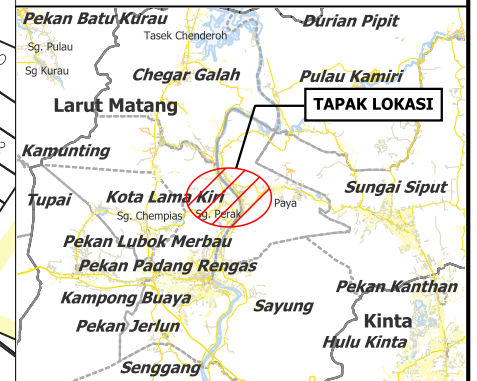 Pekan Batu Kurau
Durian Pipit
Tasek Chenderoh
Sg. Pulau
Sg Kurau
Chegar Galah
Pulau Kamiri
Larut Matang
TAPAK LOKASI
Kamunting
Sungai Siput
Tupai
Kota Lama Kiri
Paya
Sg. Chempias
Sg. Perak
Pekan Lubok Merbau
Pekan Padang Rengas
Pekan Kanthan
Kampong Buaya
Sayung
Kinta
Pekan Jerlun
Hulu Kinta
Senggang